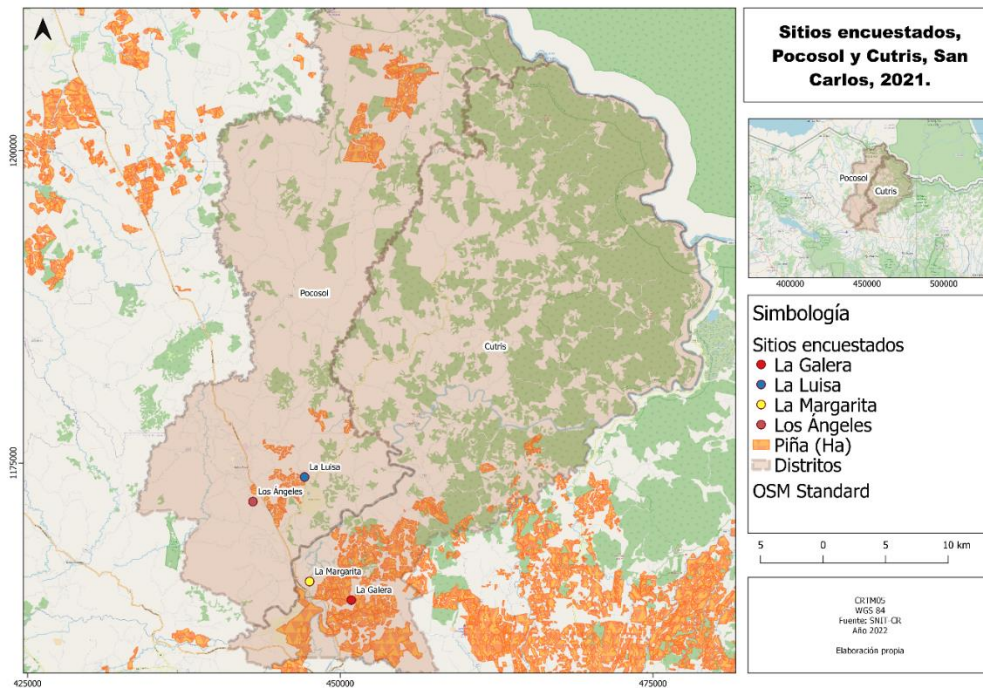 Sitios encuestados,
Pocosol y Cutris, San
Carlos, 2021.
1200000
1175000
425000
450000
475000
Pocosol
Cutris
La Luisa
Los Ángeles
La Margarita
La Galera
Pocosol
Cutris
400000
450000
500000
Simbología
Sitios encuestados
La Galera
La Luisa
La Margarita
Los Ángeles
Piña (Ha)
Distritos
OSM Standard
5 0 5 10 km
CRTM05
WGS 84
Fuente: SNIT-CR
Año 2022
Elaboración propia